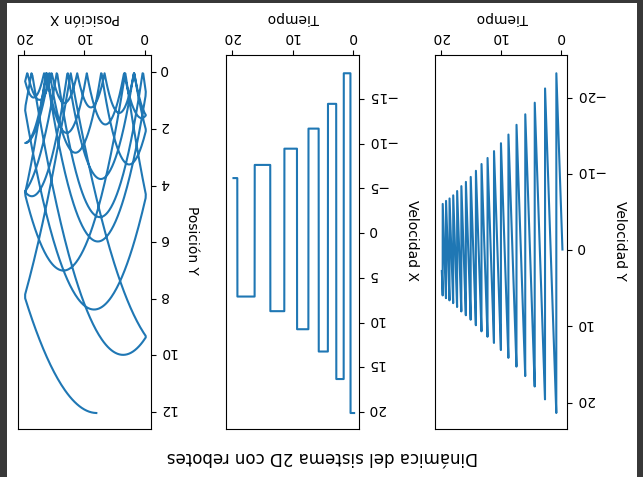 Dinámica del sistema 2D con rebotes
Velocidad Y
20
10
0
−10
−20
0 10 20
Tiempo
Velocidad X
20
15
10
5
0
−5
−10
−15
0 10 20
Tiempo
Posición Y
12
10
8
6
4
2
0
0 10 20
Posición X